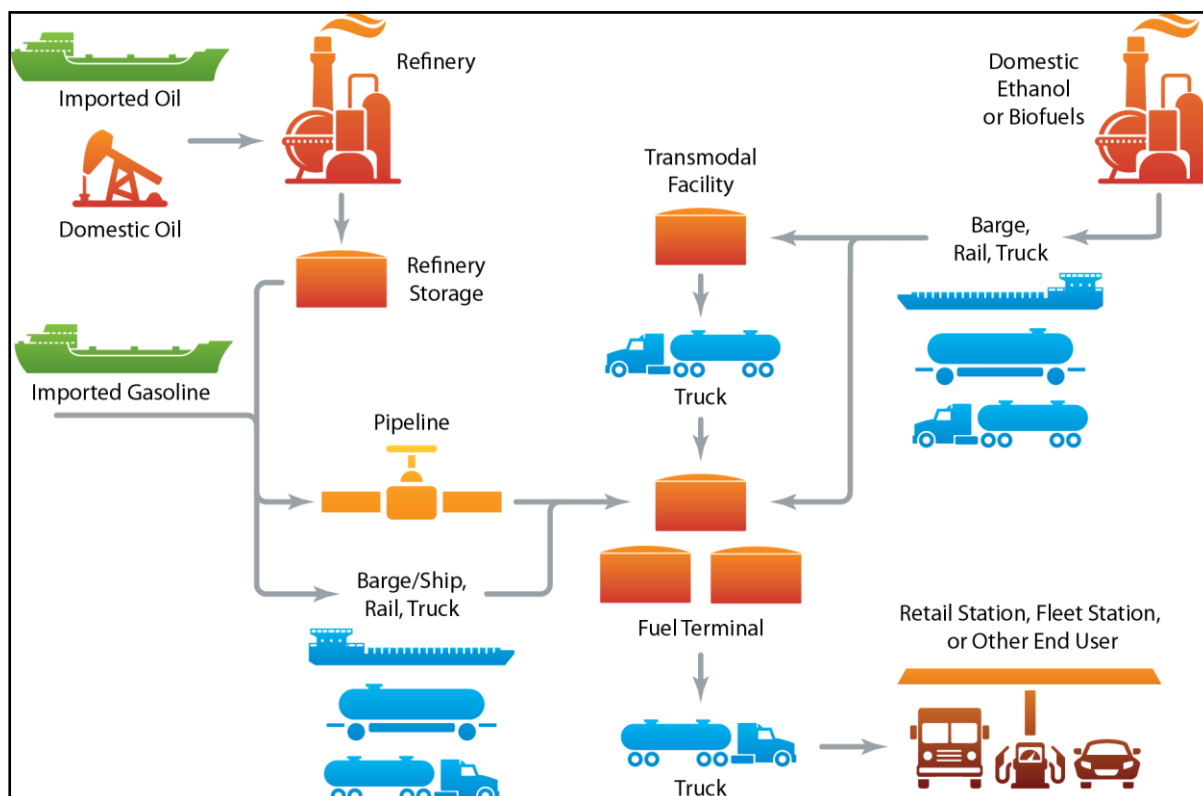 Imported Oil
Domestic Oil
Refinery
Refinery
Storage
Imported Gasoline
Pipeline
Barge/Ship,
Rail, Truck
Domestic
Ethanol
or Biofuels
Barge,
Rail, Truck
Transmodal
Facility
Truck
Fuel Terminal
Truck
Retail Station, Fleet Station,
or Other End User